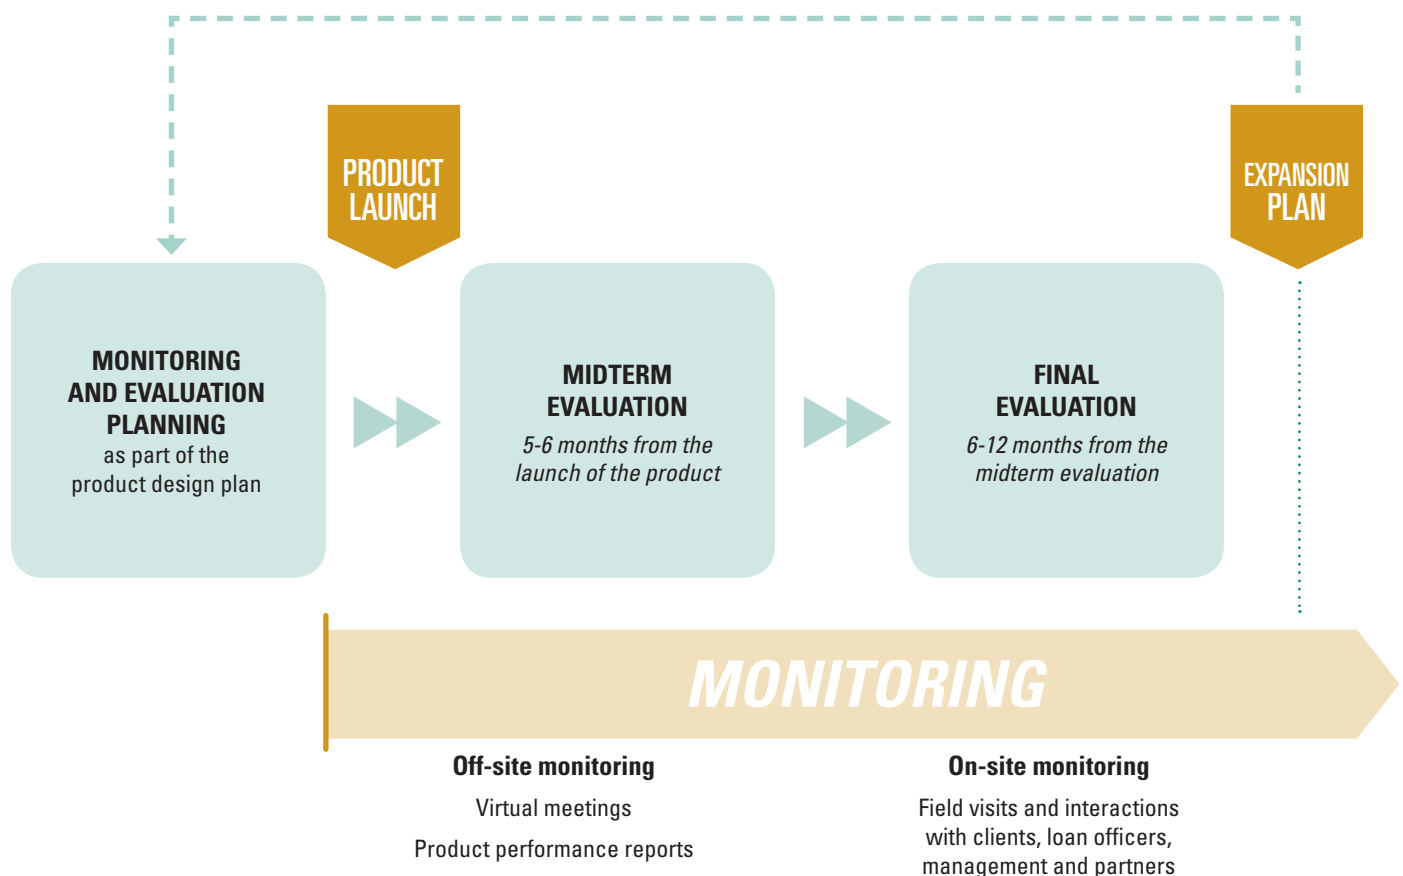 PRODUCT
LAUNCH
EXPANSION
PLAN
MONITORING
AND EVALUATION
PLANNING
as part of the
product design plan
MIDTERM
EVALUATION
5-6 months from the
launch of the product
FINAL
EVALUATION
6-12 months from the
midterm evaluation
MONITORING
Off-site monitoring
Virtual meetings
Product performance reports
On-site monitoring
Field visits and interactions
with clients, loan officers,
management and partners